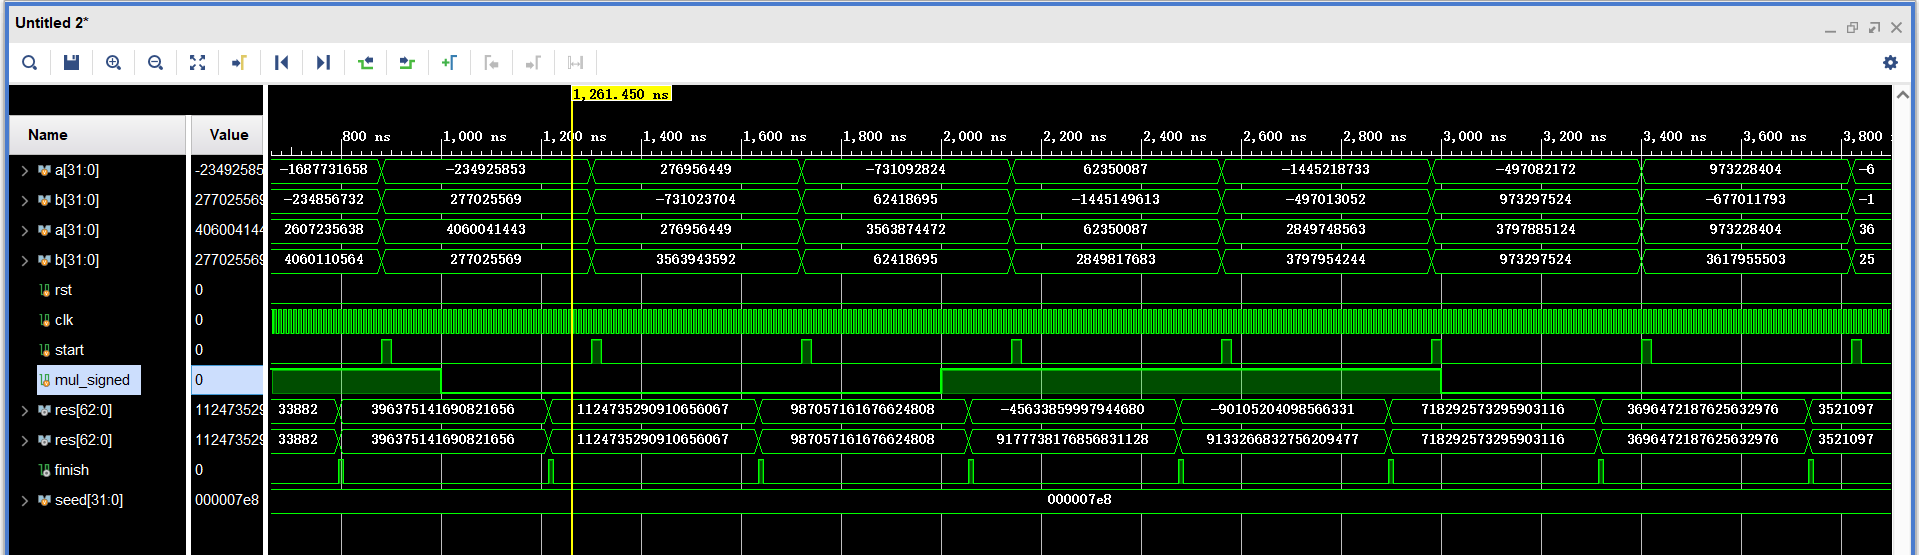 Untitled 2*
1,261.450 ns
Name Value 800 ns 1,000 ns 1,200 ns 1,400 ns 1,600 ns 1,800 ns 2,000 ns 2,200 ns 2,400 ns 2,600 ns 2,800 ns 3,000 ns 3,200 ns 3,400 ns 3,600 ns 3,800
a[31:0] -234925853 -1687731658 -234925853 276956449 -731092824 62350087 -1445218733 -497082172 973228404 -6
b[31:0] 277025569 -234856732 277025569 -731023704 62418695 -1445149613 -497013052 973297524 -677011793 -1
a[31:0] 406004144 2607235638 4060041443 276956449 3563874472 62350087 2849748563 3797885124 973228404 36
b[31:0] 277025569 4060110564 277025569 3563943592 62418695 2849817683 3797954244 973297524 3617955503 25
rst 0
clk 0
start 0
mul_signed 0
res[62:0] 112473529 33882 396375141690821656 1124735290910656067 987057161676624808 -45633859997944680 -90105204098566331 718292573295903116 3696472187625632976 3521097
res[62:0] 112473529 33882 396375141690821656 1124735290910656067 987057161676624808 9177738176856831128 9133266832756209477 718292573295903116 3696472187625632976 3521097
finish 0
seed[31:0] 000007e8 000007e8